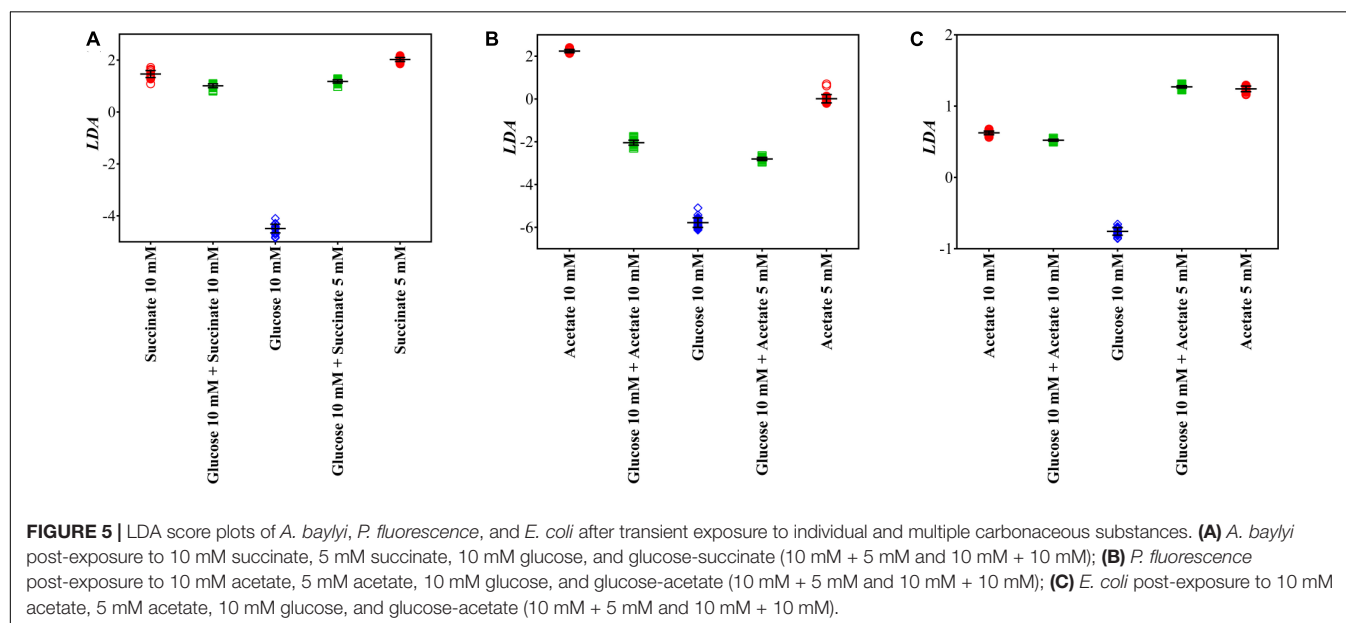 A
2
0
2
-4
LDA
Succinate 10 mM
Glucose 10 mM + Succinate 10 mM
Glucose 10 mM
Glucose 10 mM + Succinate 5 mM
Succinate 5 mM
B
2
0
-2
-4
-6
LDA
Acetate 10 mM
Glucose 10 mM + Acetate 10 mM
Glucose 10 mM
Glucose 10 mM + Acetate 5 mM
Acetate 5 mM
C
2
1
0
-1
LDA
Acetate 10 mM
Glucose 10 mM + Acetate 10 mM
Glucose 10 mM
Glucose 10 mM + Acetate 5 mM
Acetate 5 mM
FIGURE 5 | LDA score plots of A. baylyi, P. fluorescence, and E. coli after transient exposure to individual and multiple carbonaceous substances. (A) A. baylyi
post-exposure to 10 mM succinate, 5 mM succinate, 10 mM glucose, and glucose-succinate (10 mM + 5 mM and 10 mM + 10 mM); (B) P. fluorescence
post-exposure to 10 mM acetate, 5 mM acetate, 10 mM glucose, and glucose-acetate (10 mM + 5 mM and 10 mM + 10 mM); (C) E. coli post-exposure to 10 mM
acetate, 5 mM acetate, 10 mM glucose, and glucose-acetate (10 mM + 5 mM and 10 mM + 10 mM).